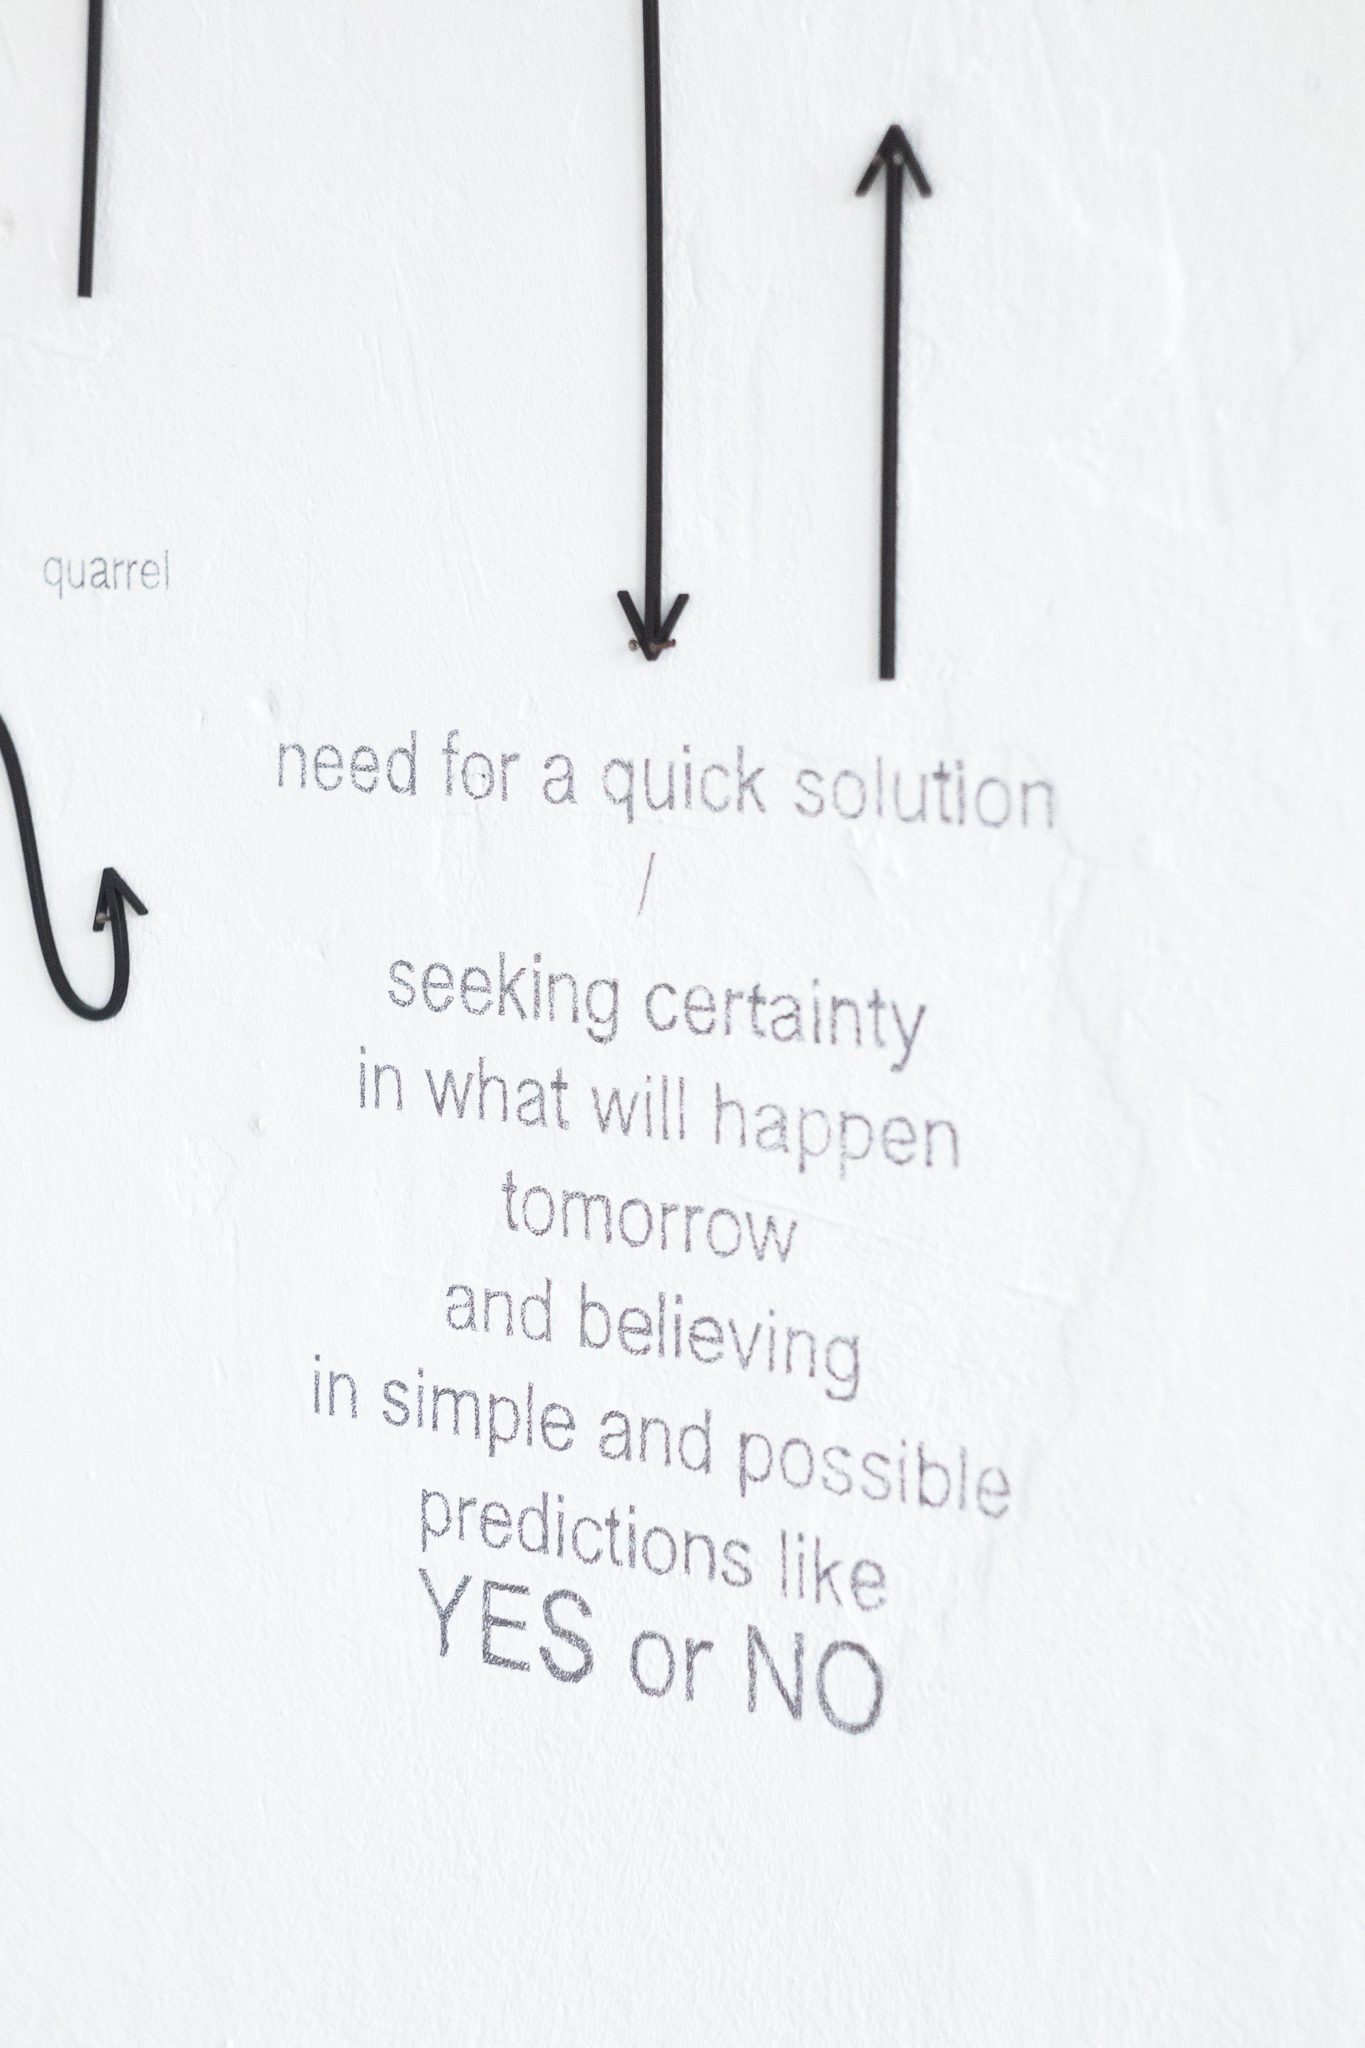 quarrel
need for a quick solution
/
seeking certainty
in what will happen
tomorrow
and believing
in simple and possible
predictions like
YES or NO